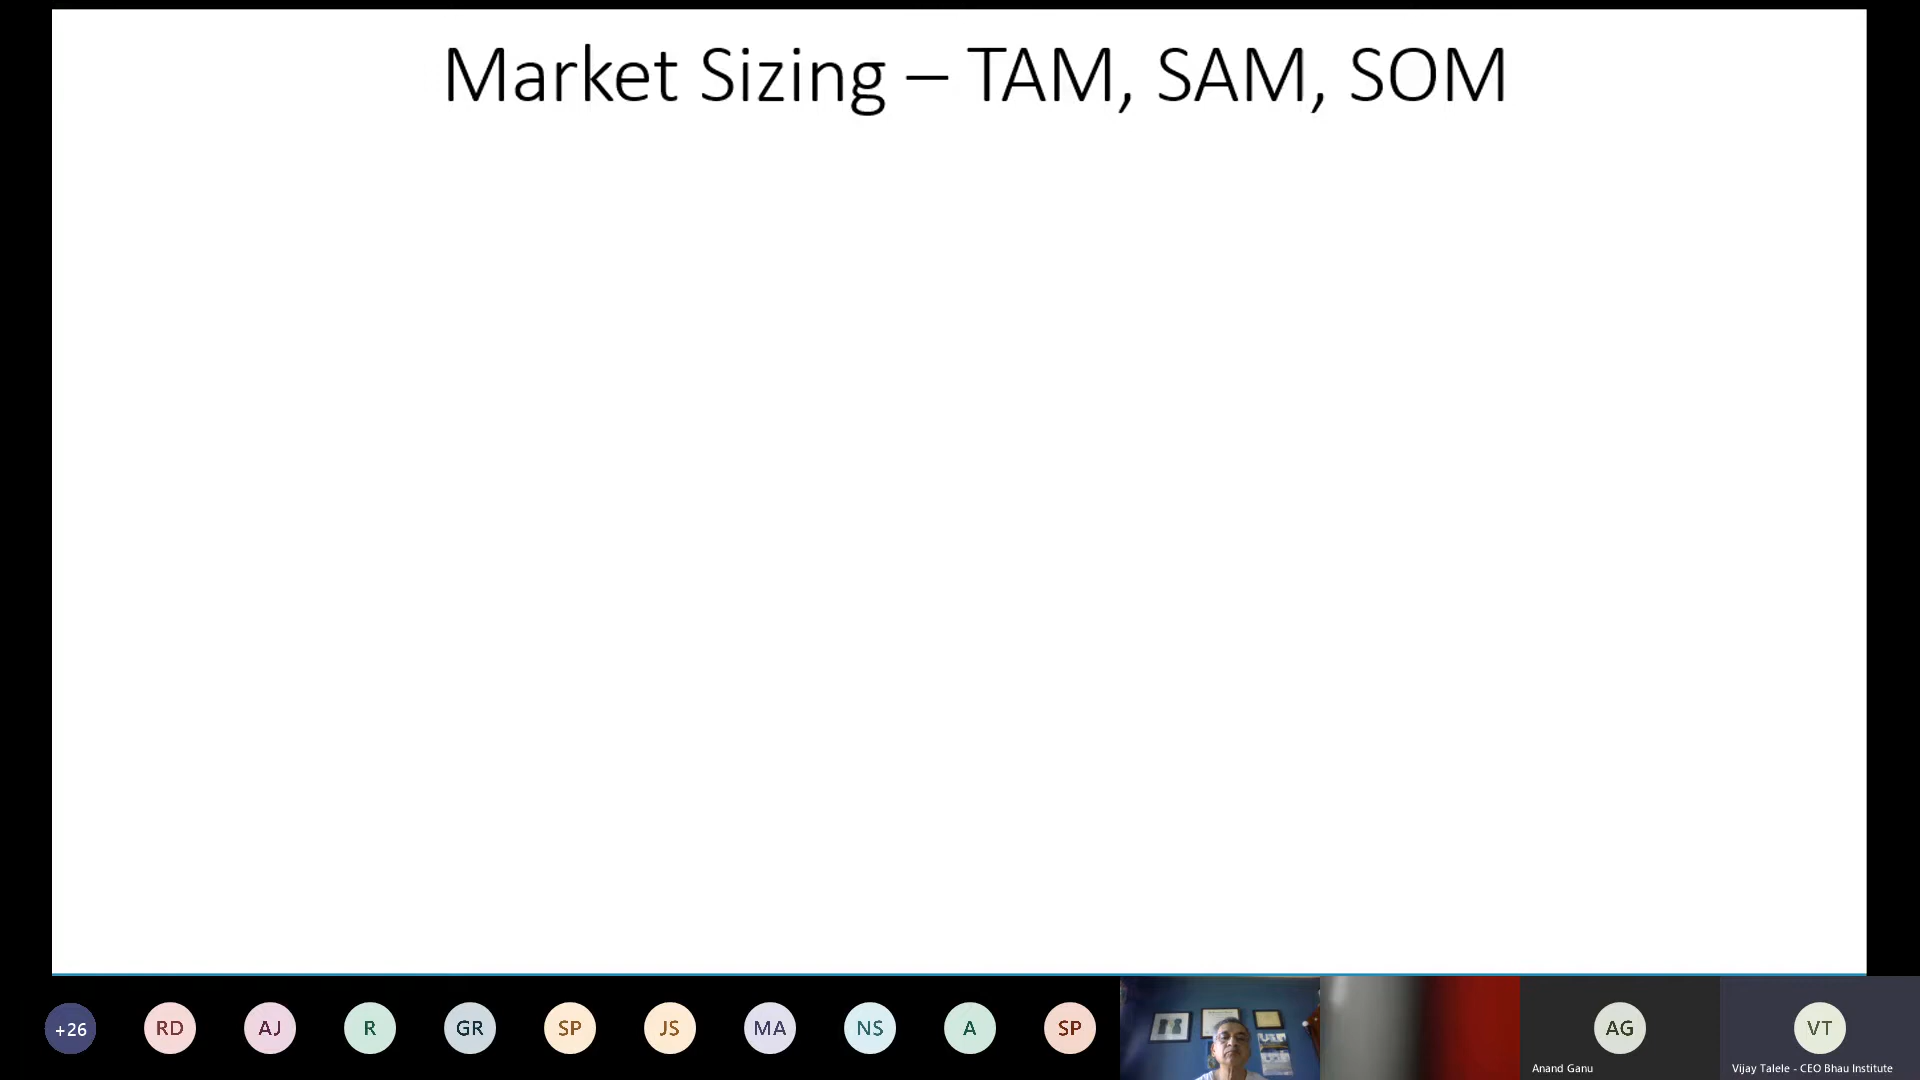 Market Sizing – TAM, SAM, SOM
+26
RD
AJ
R
GR
SP
JS
MA
NS
A
SP
AG
VT
Anand Ganu
Vijay Talele - CEO Bhau Institute